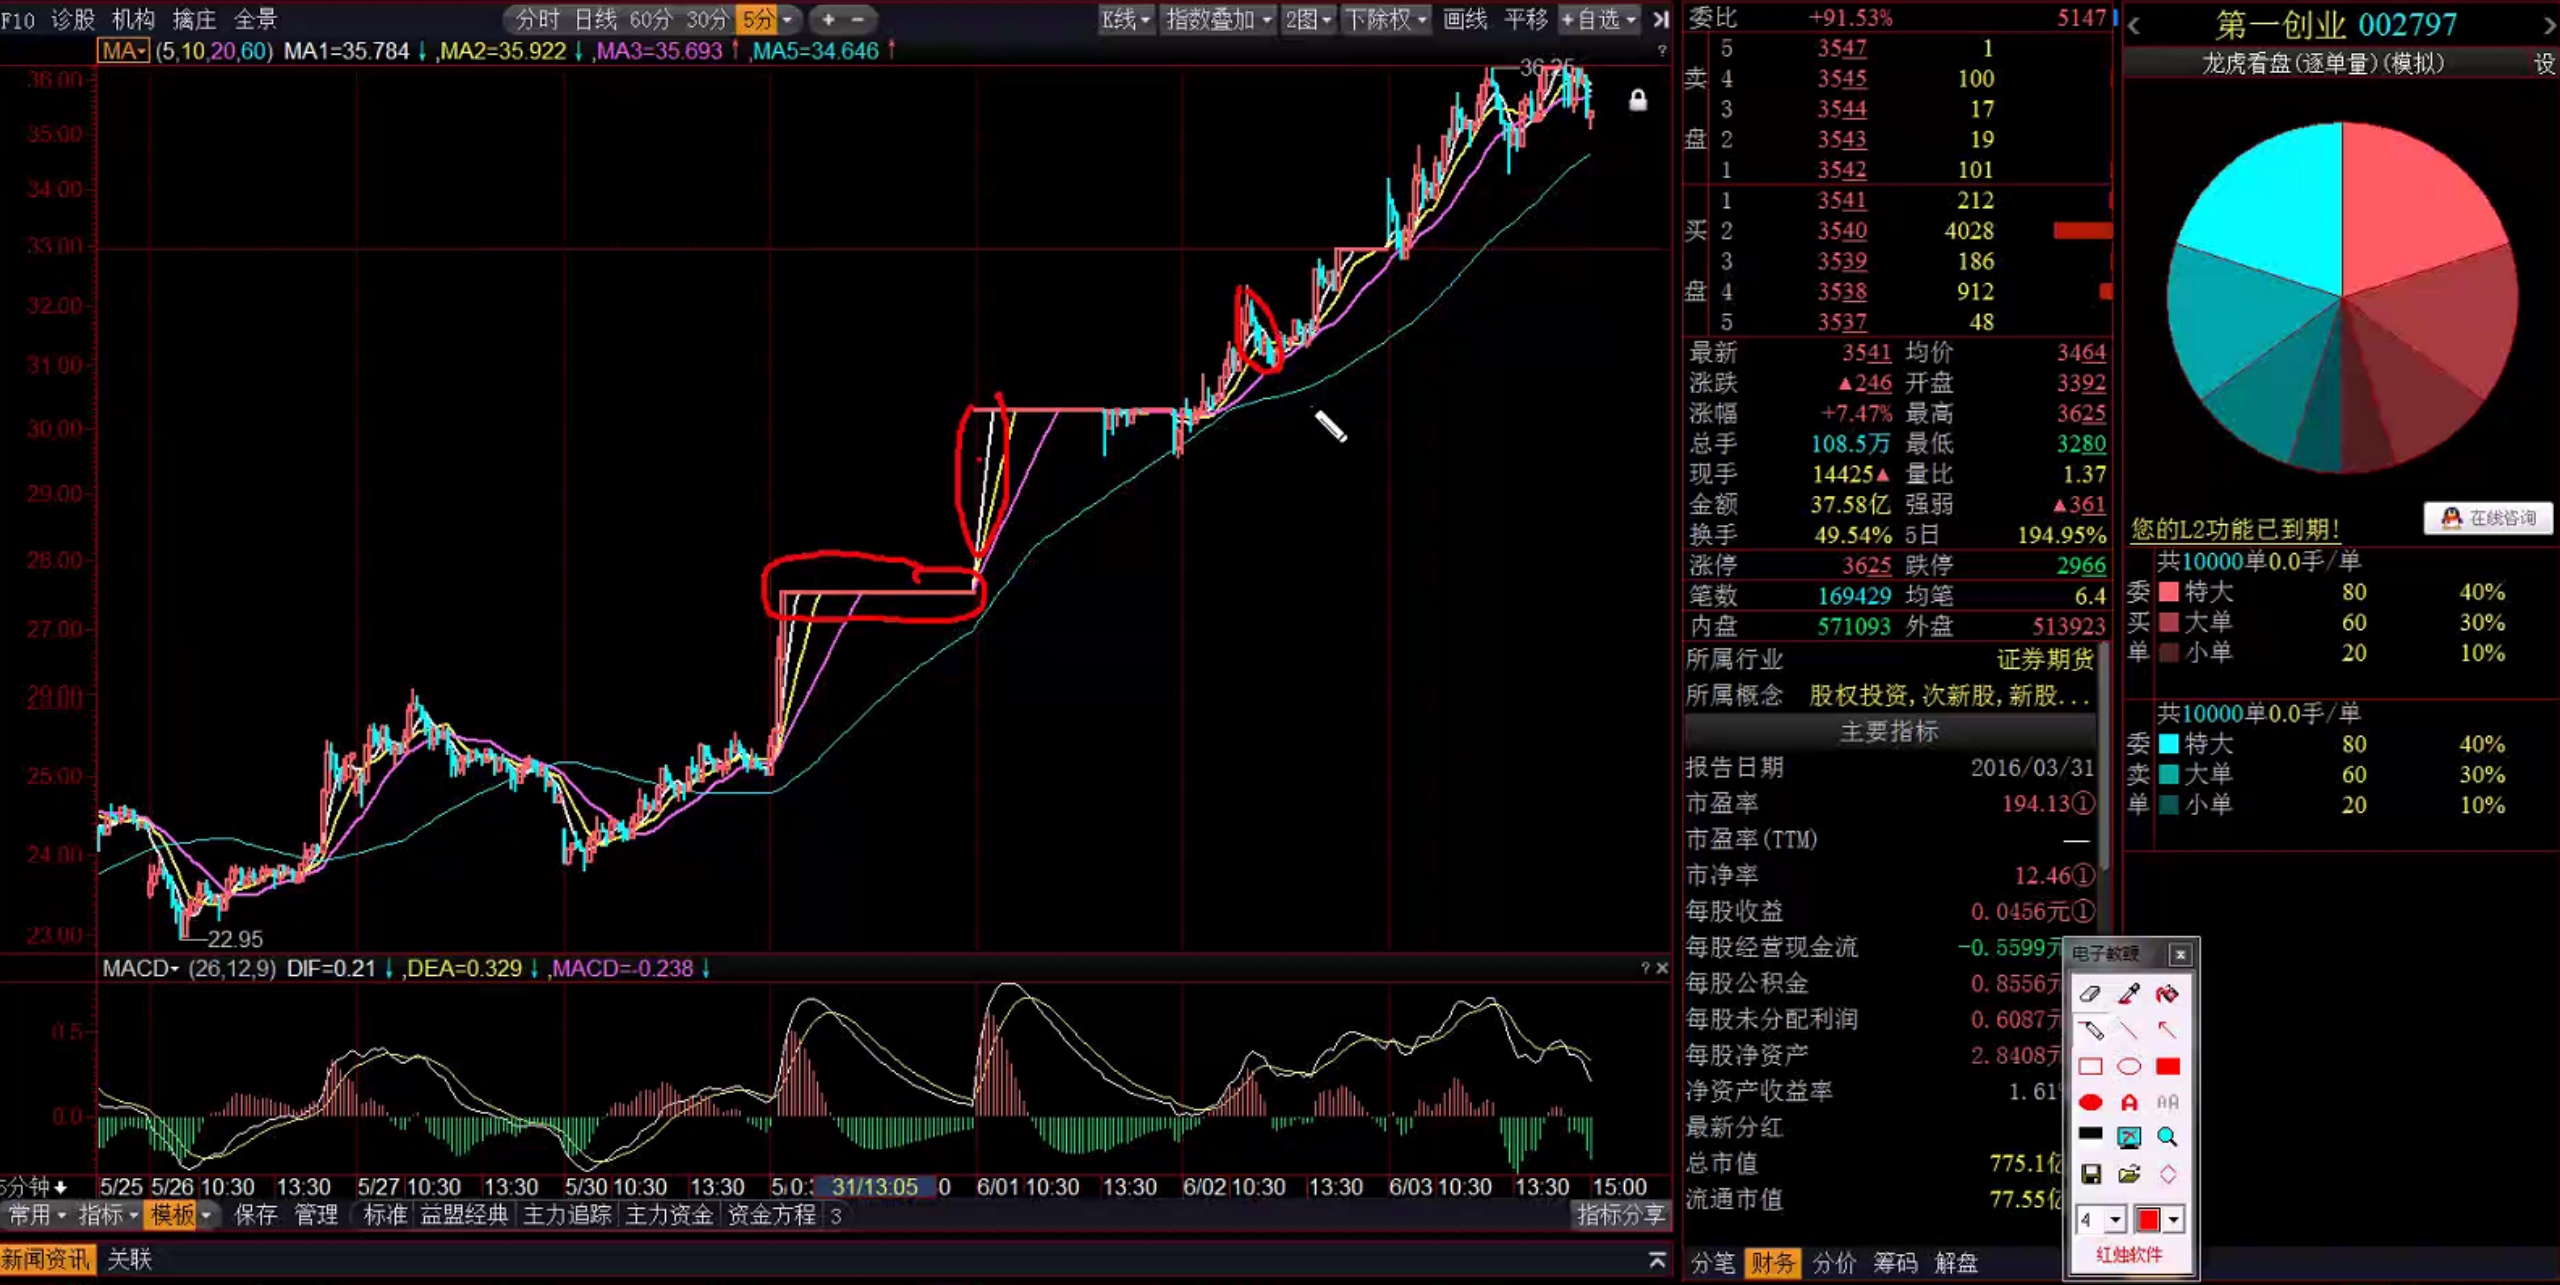 F10 诊股 机构 擒庄 全景 分时 日线 60分 30分 5分 + - K线 指数叠加 2图 下除权 画线 平移 +自选
MA (5,10,20,60) MA1=35.784↓,MA2=35.922↓,MA3=35.693↑,MA5=34.646↑
36.00
35.00
34.00
33.00
32.00
31.00
30.00
29.00
28.00
27.00
26.00
25.00
24.00
23.00
36.25
22.95
MACD (26,12,9) DIF=0.21↓,DEA=0.329↓,MACD=-0.238↓
0.5
0.0
5分钟 5/25 5/26 10:30 13:30 5/27 10:30 13:30 5/30 10:30 13:30 31/13:05 6/01 10:30 13:30 6/02 10:30 13:30 6/03 10:30 13:30 15:00
常用 指标 模板 保存 管理 标准 益盟经典 主力追踪 主力资金 资金方程 3 指标分享
新闻资讯 关联
委比 +91.53% 5147
卖盘
5 3547 1
4 3545 100
3 3544 17
2 3543 19
1 3542 101
买盘
1 3541 212
2 3540 4028
3 3539 186
4 3538 912
5 3537 48
最新 3541 均价 3464
涨跌 ▲246 开盘 3392
涨幅 +7.47% 最高 3625
总手 108.5万 最低 3280
现手 14425▲ 量比 1.37
金额 37.58亿 强弱 ▲361
换手 49.54% 5日 194.95%
涨停 3625 跌停 2966
笔数 169429 均笔 6.4
内盘 571093 外盘 513923
所属行业 证券期货
所属概念 股权投资,次新股,新股...
主要指标
报告日期 2016/03/31
市盈率 194.13①
市盈率(TTM) —
市净率 12.46①
每股收益 0.0456元①
每股经营现金流 -0.5599元
每股公积金 0.8556元
每股未分配利润 0.6087元
每股净资产 2.8408元
净资产收益率 1.61
最新分红
总市值 775.1亿
流通市值 77.55亿
分笔 财务 分价 筹码 解盘
第一创业 002797
龙虎看盘(逐单量)(模拟) 设
您的L2功能已到期!
在线咨询
共10000单0.0手/单
委买单
特大 80 40%
大单 60 30%
小单 20 10%
共10000单0.0手/单
委卖单
特大 80 40%
大单 60 30%
小单 20 10%
电子教鞭
4
红烛软件